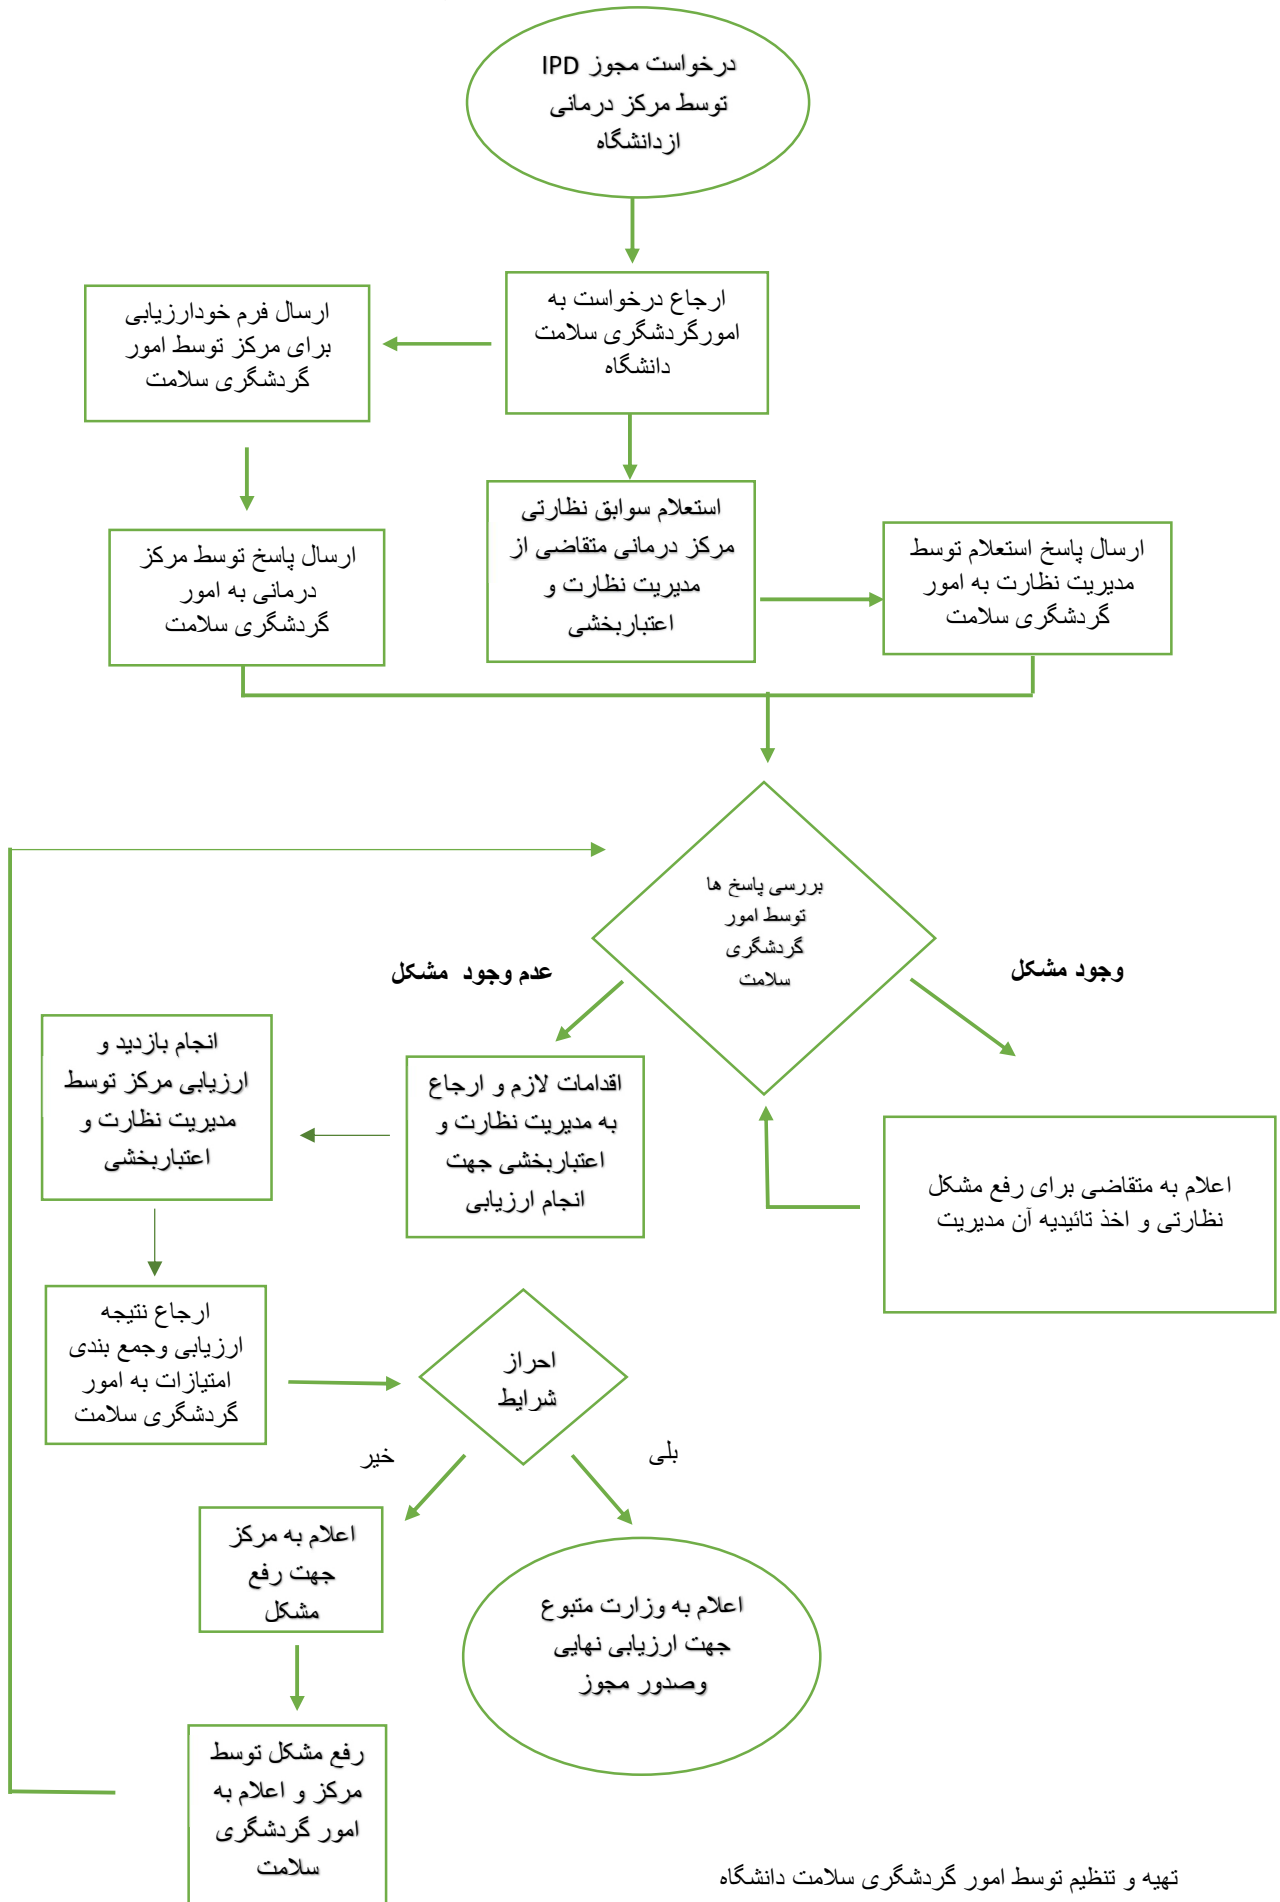 درخواست مجوز IPD
توسط مرکز درمانی
ازدانشگاه
ارجاع درخواست به
امورگردشگری سلامت
دانشگاه
ارسال فرم خودارزیابی
برای مرکز توسط امور
گردشگری سلامت
استعلام سوابق نظارتی
مرکز درمانی متقاضی از
مدیریت نظارت و
اعتباربخشی
ارسال پاسخ استعلام توسط
مدیریت نظارت به امور
گردشگری سلامت
ارسال پاسخ توسط مرکز
درمانی به امور
گردشگری سلامت
بررسی پاسخ ها
توسط امور
گردشگری
سلامت
وجود مشکل
عدم وجود مشکل
اعلام به متقاضی برای رفع مشکل
نظارتی و اخذ تائیدیه آن مدیریت
اقدامات لازم و ارجاع
به مدیریت نظارت و
اعتباربخشی جهت
انجام ارزیابی
انجام بازدید و
ارزیابی مرکز توسط
مدیریت نظارت و
اعتباربخشی
ارجاع نتیجه
ارزیابی وجمع بندی
امتیازات به امور
گردشگری سلامت
احراز
شرایط
بلی
خیر
اعلام به مرکز
جهت رفع
مشکل
اعلام به وزارت متبوع
جهت ارزیابی نهایی
وصدور مجوز
رفع مشکل توسط
مرکز و اعلام به
امور گردشگری
سلامت
تهیه و تنظیم توسط امور گردشگری سلامت دانشگاه